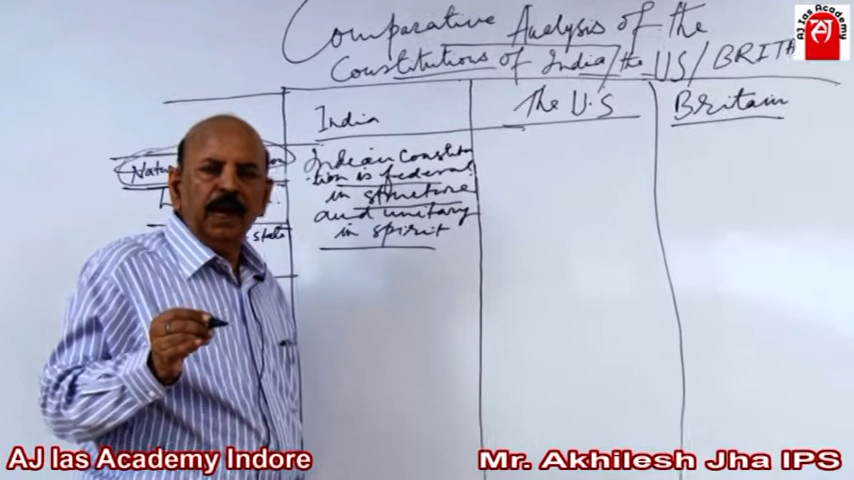 Comparative Analysis of the
Constitutions of India/the US/BRITA
India
The U.S
Britain
Natu
Indian constitu
tion is federal
in structure
and unitary
in spirit
state
AJ Ias Academy
AJ
AJ Ias Academy Indore
Mr. Akhilesh Jha IPS